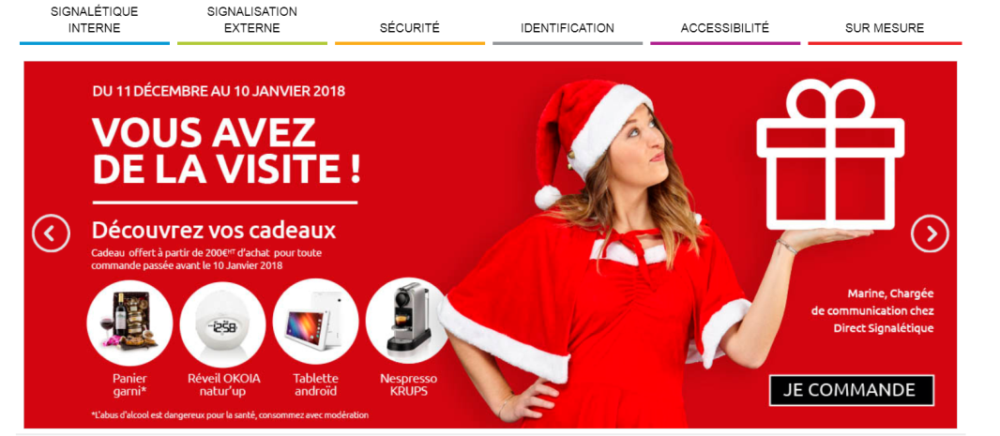 SIGNALÉTIQUE
INTERNE
SIGNALISATION
EXTERNE
SÉCURITÉ
IDENTIFICATION
ACCESSIBILITÉ
SUR MESURE
DU 11 DÉCEMBRE AU 10 JANVIER 2018
VOUS AVEZ
DE LA VISITE !
Découvrez vos cadeaux
Cadeau offert à partir de 200€HT d'achat pour toute
commande passée avant le 10 Janvier 2018
2:58
Panier
garni*
Réveil OKOIA
natur'up
Tablette
androïd
Nespresso
KRUPS
*L'abus d'alcool est dangereux pour la santé, consommez avec modération
Marine, Chargée
de communication chez
Direct Signalétique
JE COMMANDE